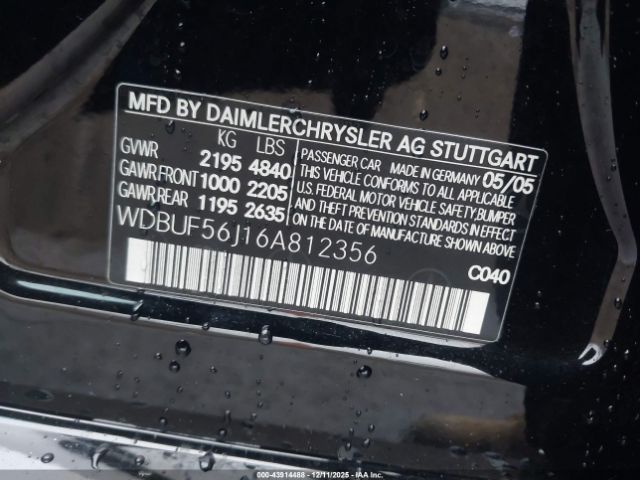 MFD BY DAIMLERCHRYSLER AG STUTTGART
KG LBS
GVWR 2195 4840
GAWR FRONT 1000 2205
GAWR REAR 1195 2635
PASSENGER CAR MADE IN GERMANY 05/05
THIS VEHICLE CONFORMS TO ALL APPLICABLE
U.S. FEDERAL MOTOR VEHICLE SAFETY, BUMPER
AND THEFT PREVENTION STANDARDS IN EFFECT
ON THE DATE OF MANUFACTURE SHOWN ABOVE
WDBUF56J16A812356
C040
000-43914488 - 12/11/2025 - IAA, Inc.